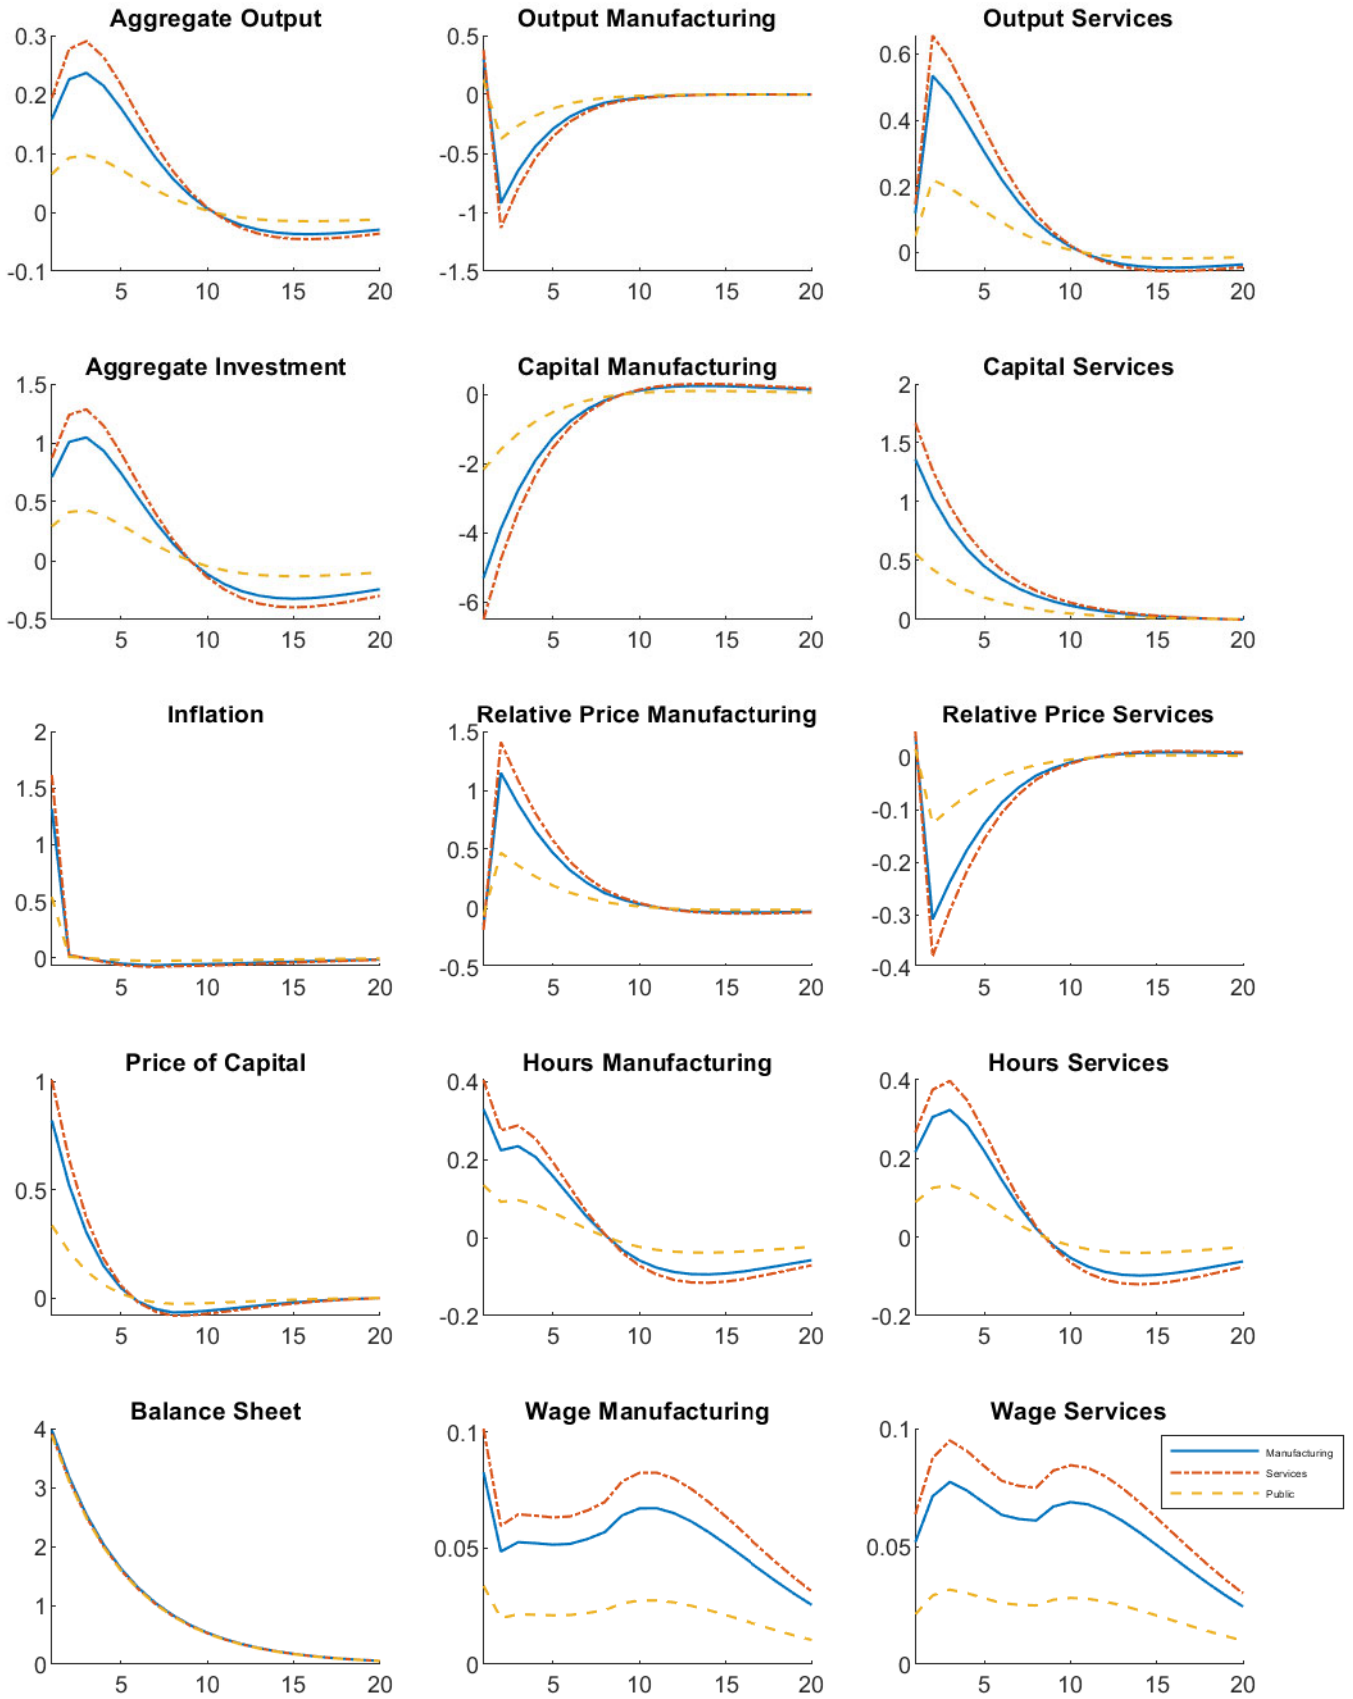 Aggregate Output
0.3
0.2
0.1
0
-0.1
5 10 15 20
Output Manufacturing
0.5
0
-0.5
-1
-1.5
5 10 15 20
Output Services
0.6
0.4
0.2
0
5 10 15 20
Aggregate Investment
1.5
1
0.5
0
-0.5
5 10 15 20
Capital Manufacturing
0
-2
-4
-6
5 10 15 20
Capital Services
2
1.5
1
0.5
0
5 10 15 20
Inflation
2
1.5
1
0.5
0
5 10 15 20
Relative Price Manufacturing
1.5
1
0.5
0
-0.5
5 10 15 20
Relative Price Services
0
-0.1
-0.2
-0.3
-0.4
5 10 15 20
Price of Capital
1
0.5
0
5 10 15 20
Hours Manufacturing
0.4
0.2
0
-0.2
5 10 15 20
Hours Services
0.4
0.2
0
-0.2
5 10 15 20
Balance Sheet
4
3
2
1
0
5 10 15 20
Wage Manufacturing
0.1
0.05
0
5 10 15 20
Wage Services
0.1
0.05
0
5 10 15 20
Manufacturing
Services
Public